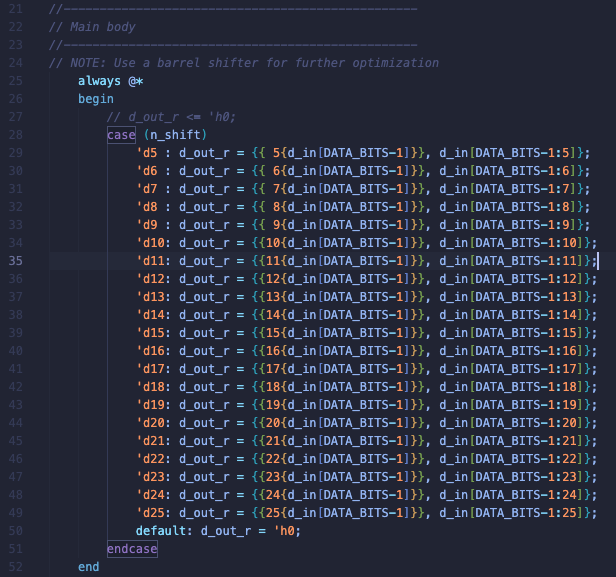 21 //-------------------------------------------------
22 // Main body
23 //-------------------------------------------------
24 // NOTE: Use a barrel shifter for further optimization
25     always @*
26     begin
27         // d_out_r <= 'h0;
28         case (n_shift)
29             'd5 : d_out_r = {{ 5{d_in[DATA_BITS-1]}}, d_in[DATA_BITS-1:5]};
30             'd6 : d_out_r = {{ 6{d_in[DATA_BITS-1]}}, d_in[DATA_BITS-1:6]};
31             'd7 : d_out_r = {{ 7{d_in[DATA_BITS-1]}}, d_in[DATA_BITS-1:7]};
32             'd8 : d_out_r = {{ 8{d_in[DATA_BITS-1]}}, d_in[DATA_BITS-1:8]};
33             'd9 : d_out_r = {{ 9{d_in[DATA_BITS-1]}}, d_in[DATA_BITS-1:9]};
34             'd10: d_out_r = {{10{d_in[DATA_BITS-1]}}, d_in[DATA_BITS-1:10]};
35             'd11: d_out_r = {{11{d_in[DATA_BITS-1]}}, d_in[DATA_BITS-1:11]};
36             'd12: d_out_r = {{12{d_in[DATA_BITS-1]}}, d_in[DATA_BITS-1:12]};
37             'd13: d_out_r = {{13{d_in[DATA_BITS-1]}}, d_in[DATA_BITS-1:13]};
38             'd14: d_out_r = {{14{d_in[DATA_BITS-1]}}, d_in[DATA_BITS-1:14]};
39             'd15: d_out_r = {{15{d_in[DATA_BITS-1]}}, d_in[DATA_BITS-1:15]};
40             'd16: d_out_r = {{16{d_in[DATA_BITS-1]}}, d_in[DATA_BITS-1:16]};
41             'd17: d_out_r = {{17{d_in[DATA_BITS-1]}}, d_in[DATA_BITS-1:17]};
42             'd18: d_out_r = {{18{d_in[DATA_BITS-1]}}, d_in[DATA_BITS-1:18]};
43             'd19: d_out_r = {{19{d_in[DATA_BITS-1]}}, d_in[DATA_BITS-1:19]};
44             'd20: d_out_r = {{20{d_in[DATA_BITS-1]}}, d_in[DATA_BITS-1:20]};
45             'd21: d_out_r = {{21{d_in[DATA_BITS-1]}}, d_in[DATA_BITS-1:21]};
46             'd22: d_out_r = {{22{d_in[DATA_BITS-1]}}, d_in[DATA_BITS-1:22]};
47             'd23: d_out_r = {{23{d_in[DATA_BITS-1]}}, d_in[DATA_BITS-1:23]};
48             'd24: d_out_r = {{24{d_in[DATA_BITS-1]}}, d_in[DATA_BITS-1:24]};
49             'd25: d_out_r = {{25{d_in[DATA_BITS-1]}}, d_in[DATA_BITS-1:25]};
50             default: d_out_r = 'h0;
51         endcase
52     end